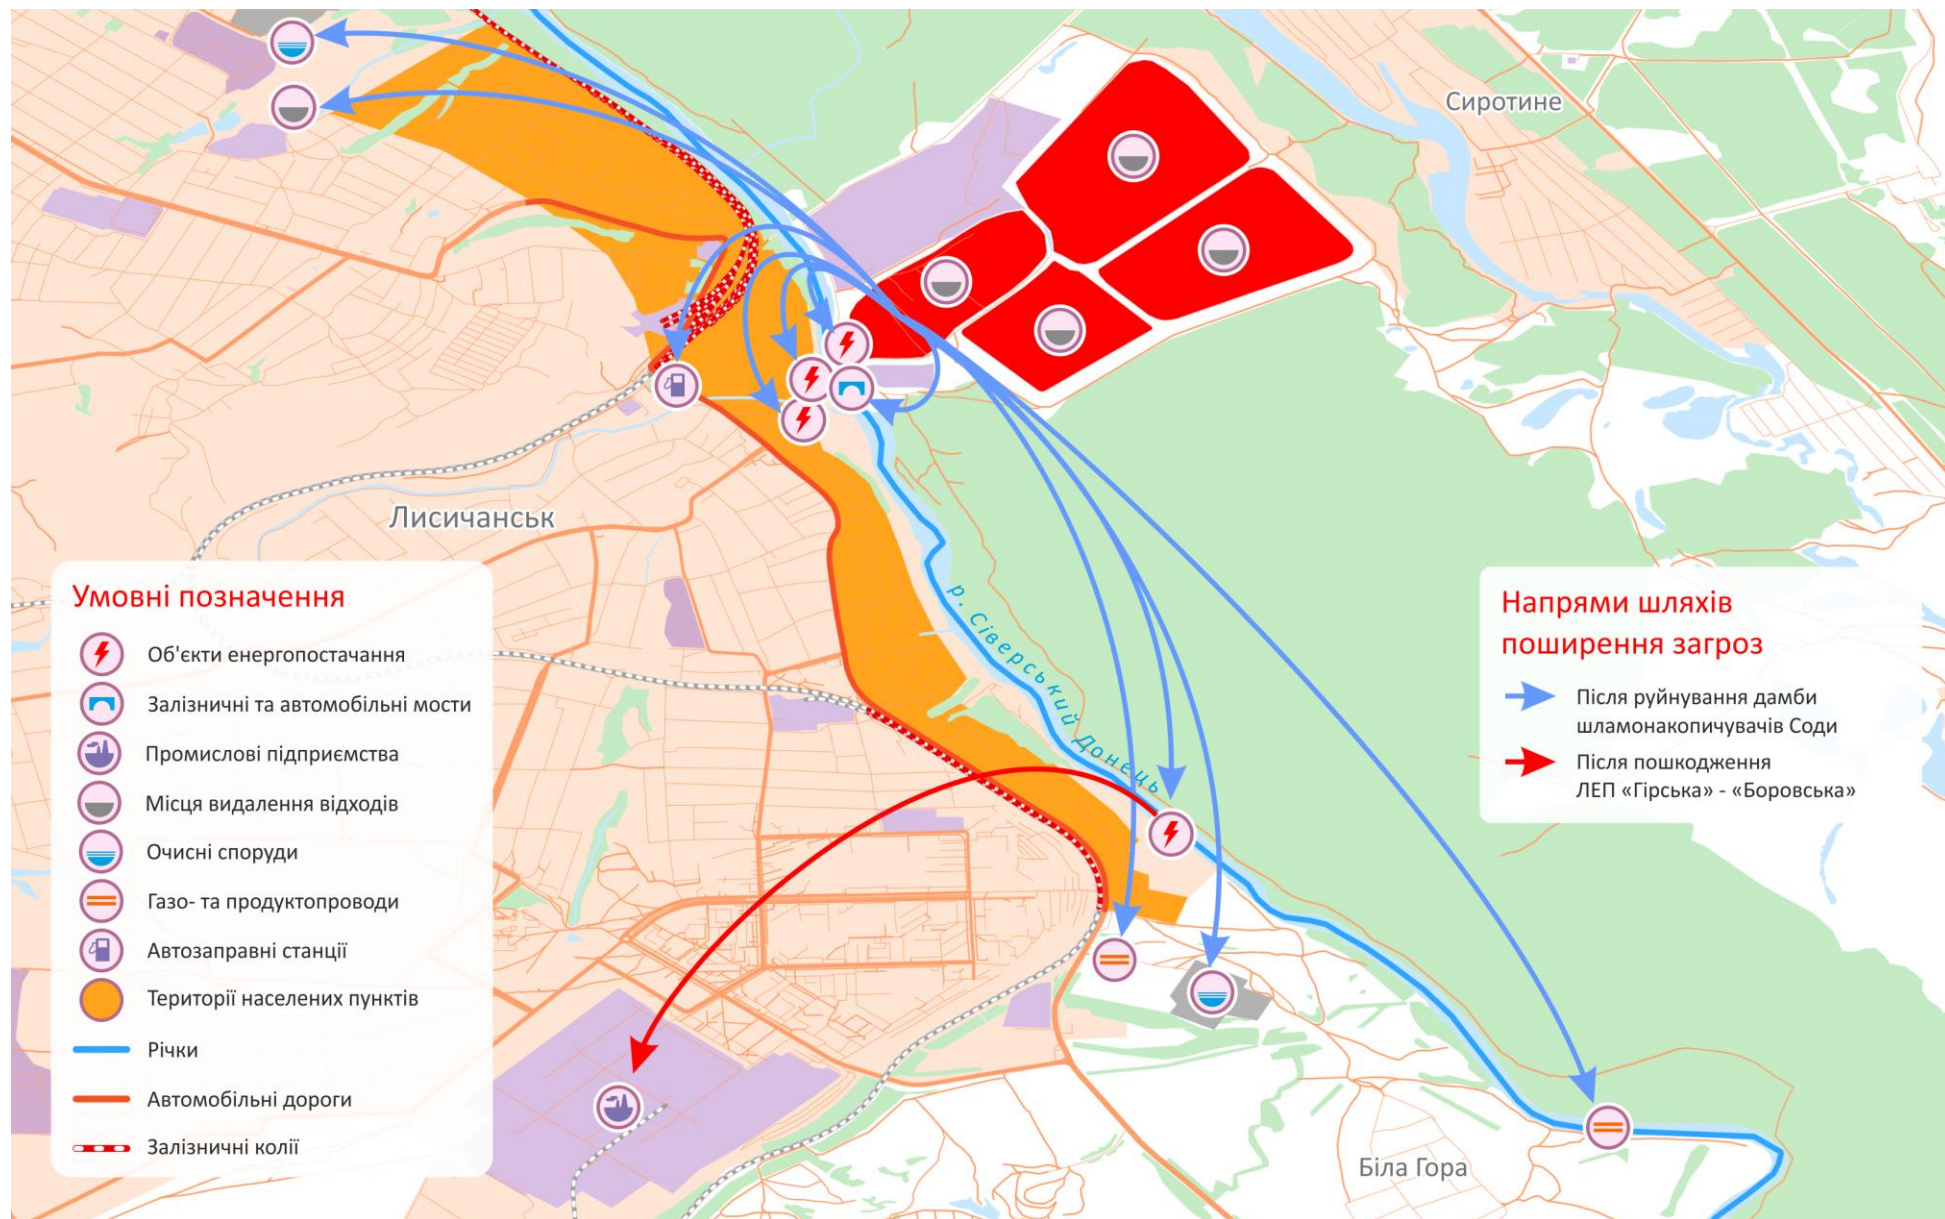 Сиротине
Лисичанськ
р. Сіверський Донець
Біла Гора
Умовні позначення
Об'єкти енергопостачання
Залізничні та автомобільні мости
Промислові підприємства
Місця видалення відходів
Очисні споруди
Газо- та продуктопроводи
Автозаправні станції
Території населених пунктів
Річки
Автомобільні дороги
Залізничні колії
Напрями шляхів
поширення загроз
Після руйнування дамби
шламонакопичувачів Соди
Після пошкодження
ЛЕП «Гірська» - «Боровська»